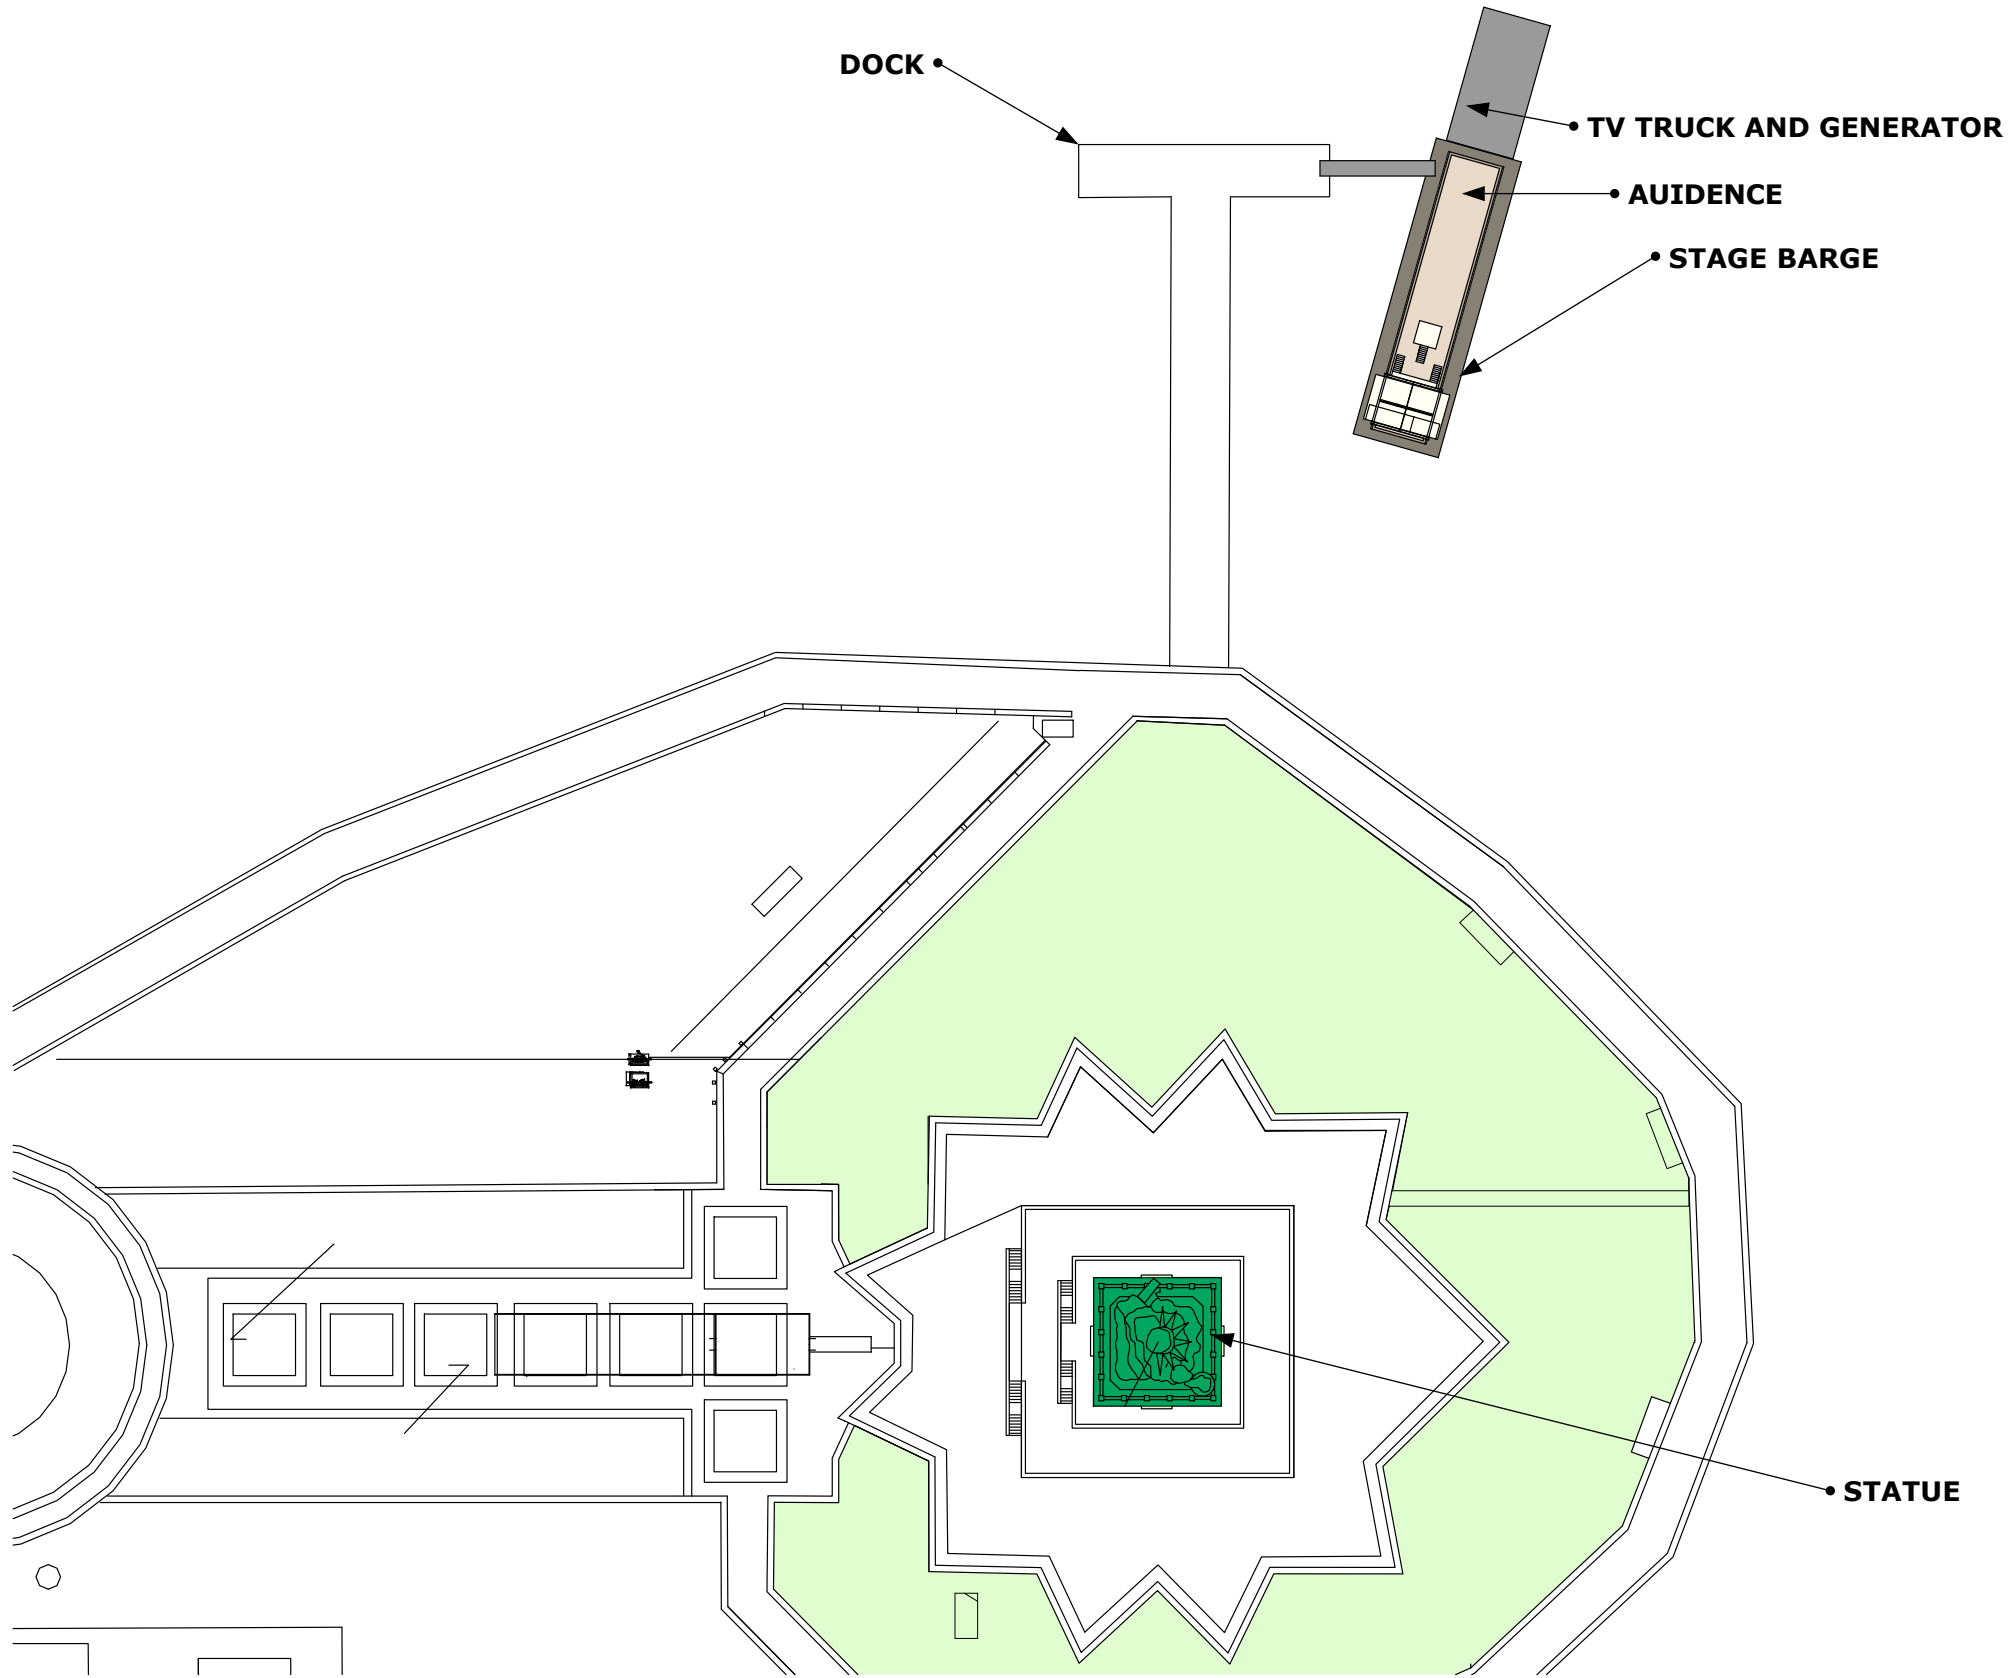 DOCK
TV TRUCK AND GENERATOR
AUIDENCE
STAGE BARGE
STATUE